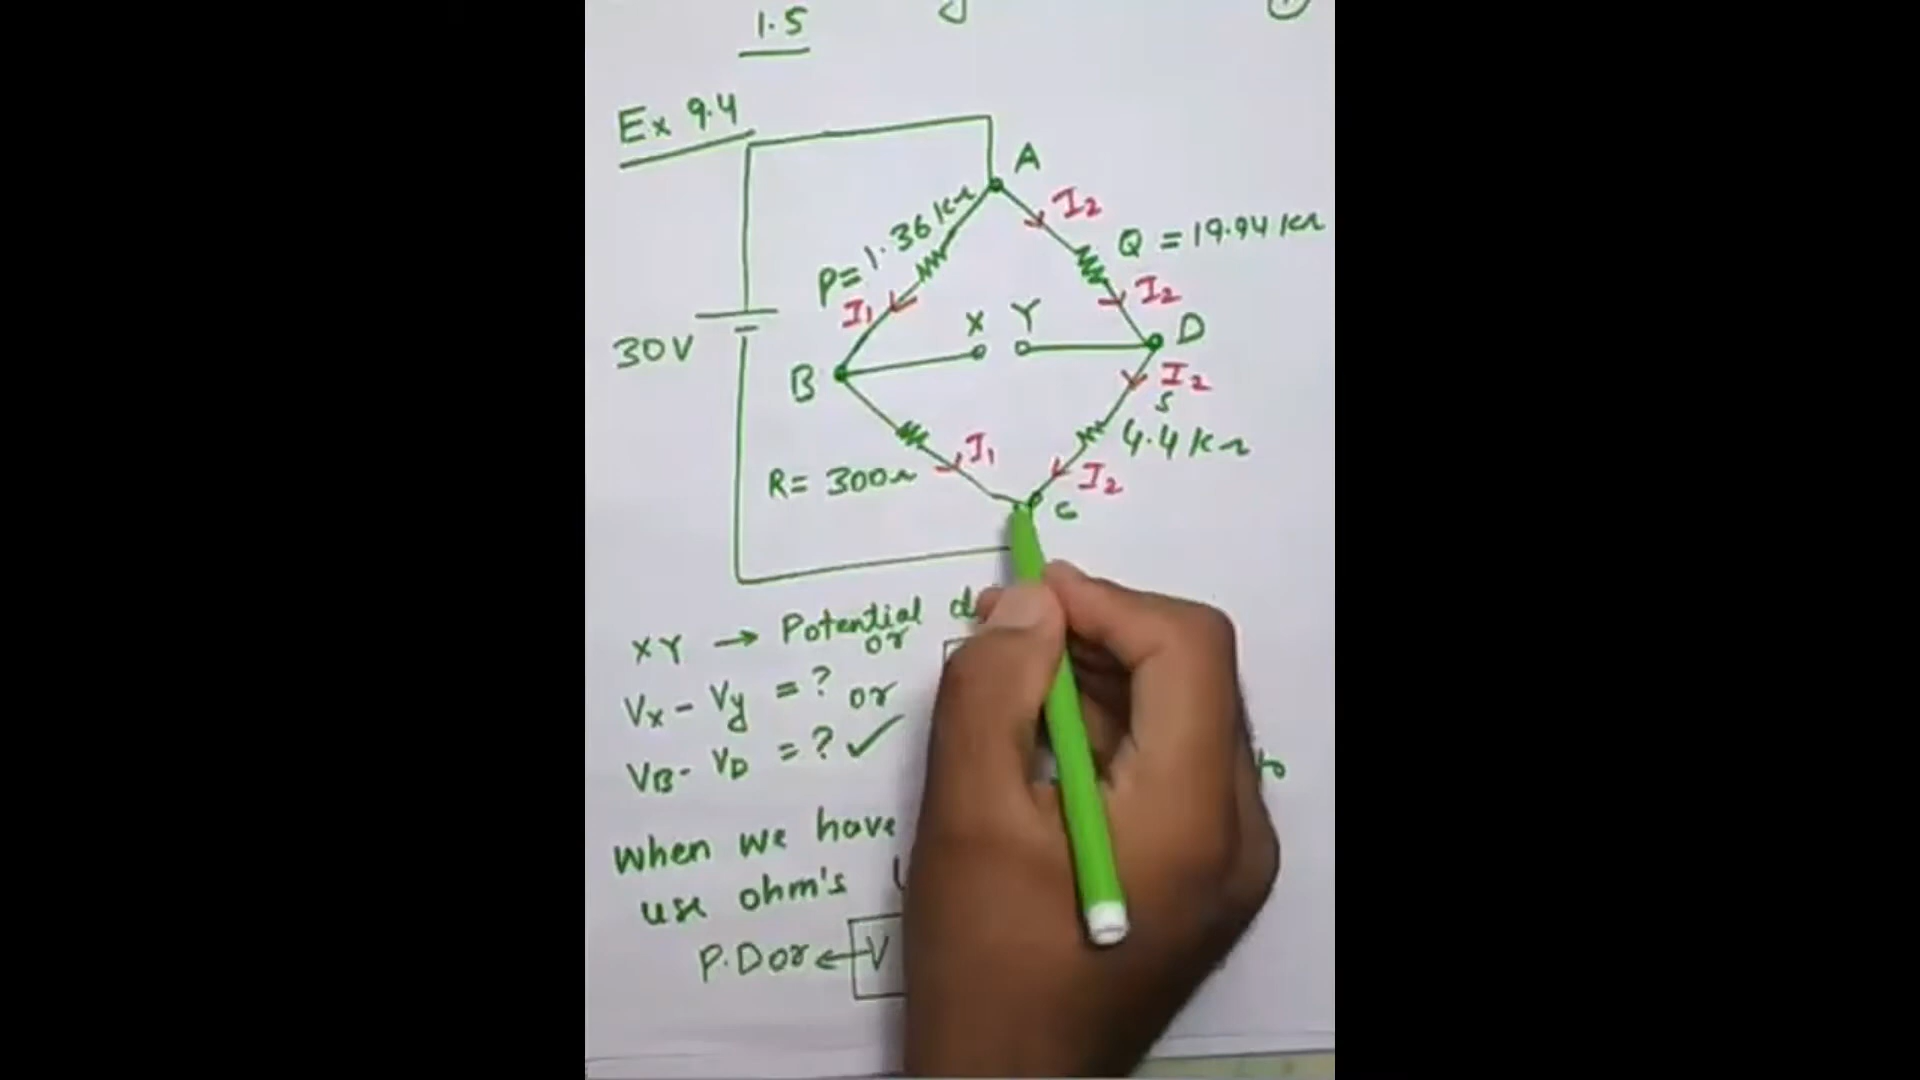 1.5
Ex 9.4
A
I2
P= 1.36 kΩ
Q = 19.94 kΩ
I1
I2
X Y
D
30V
B
I2
S
4.4 kΩ
I1
R= 300Ω
I2
C
XY → Potential
or
Vx - Vy = ? or
VB - VD = ? ✓
When we have
use ohm's
P.D or ← V